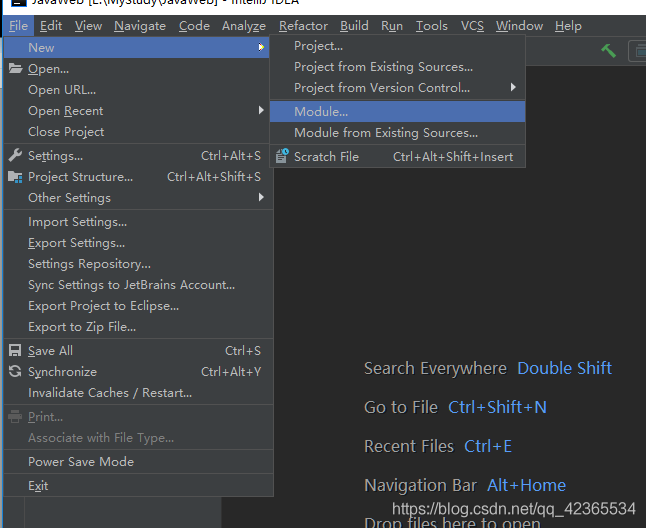 JavaWeb [E:\MyStudy\JavaWeb] - IntelliJ IDEA
File Edit View Navigate Code Analyze Refactor Build Run Tools VCS Window Help
New
Open...
Open URL...
Open Recent
Close Project
Settings... Ctrl+Alt+S
Project Structure... Ctrl+Alt+Shift+S
Other Settings
Import Settings...
Export Settings...
Settings Repository...
Sync Settings to JetBrains Account...
Export Project to Eclipse...
Export to Zip File...
Save All Ctrl+S
Synchronize Ctrl+Alt+Y
Invalidate Caches / Restart...
Print...
Associate with File Type...
Power Save Mode
Exit
Project...
Project from Existing Sources...
Project from Version Control...
Module...
Module from Existing Sources...
Scratch File Ctrl+Alt+Shift+Insert
Search Everywhere Double Shift
Go to File Ctrl+Shift+N
Recent Files Ctrl+E
Navigation Bar Alt+Home
Drop files here to open
https://blog.csdn.net/qq_42365534